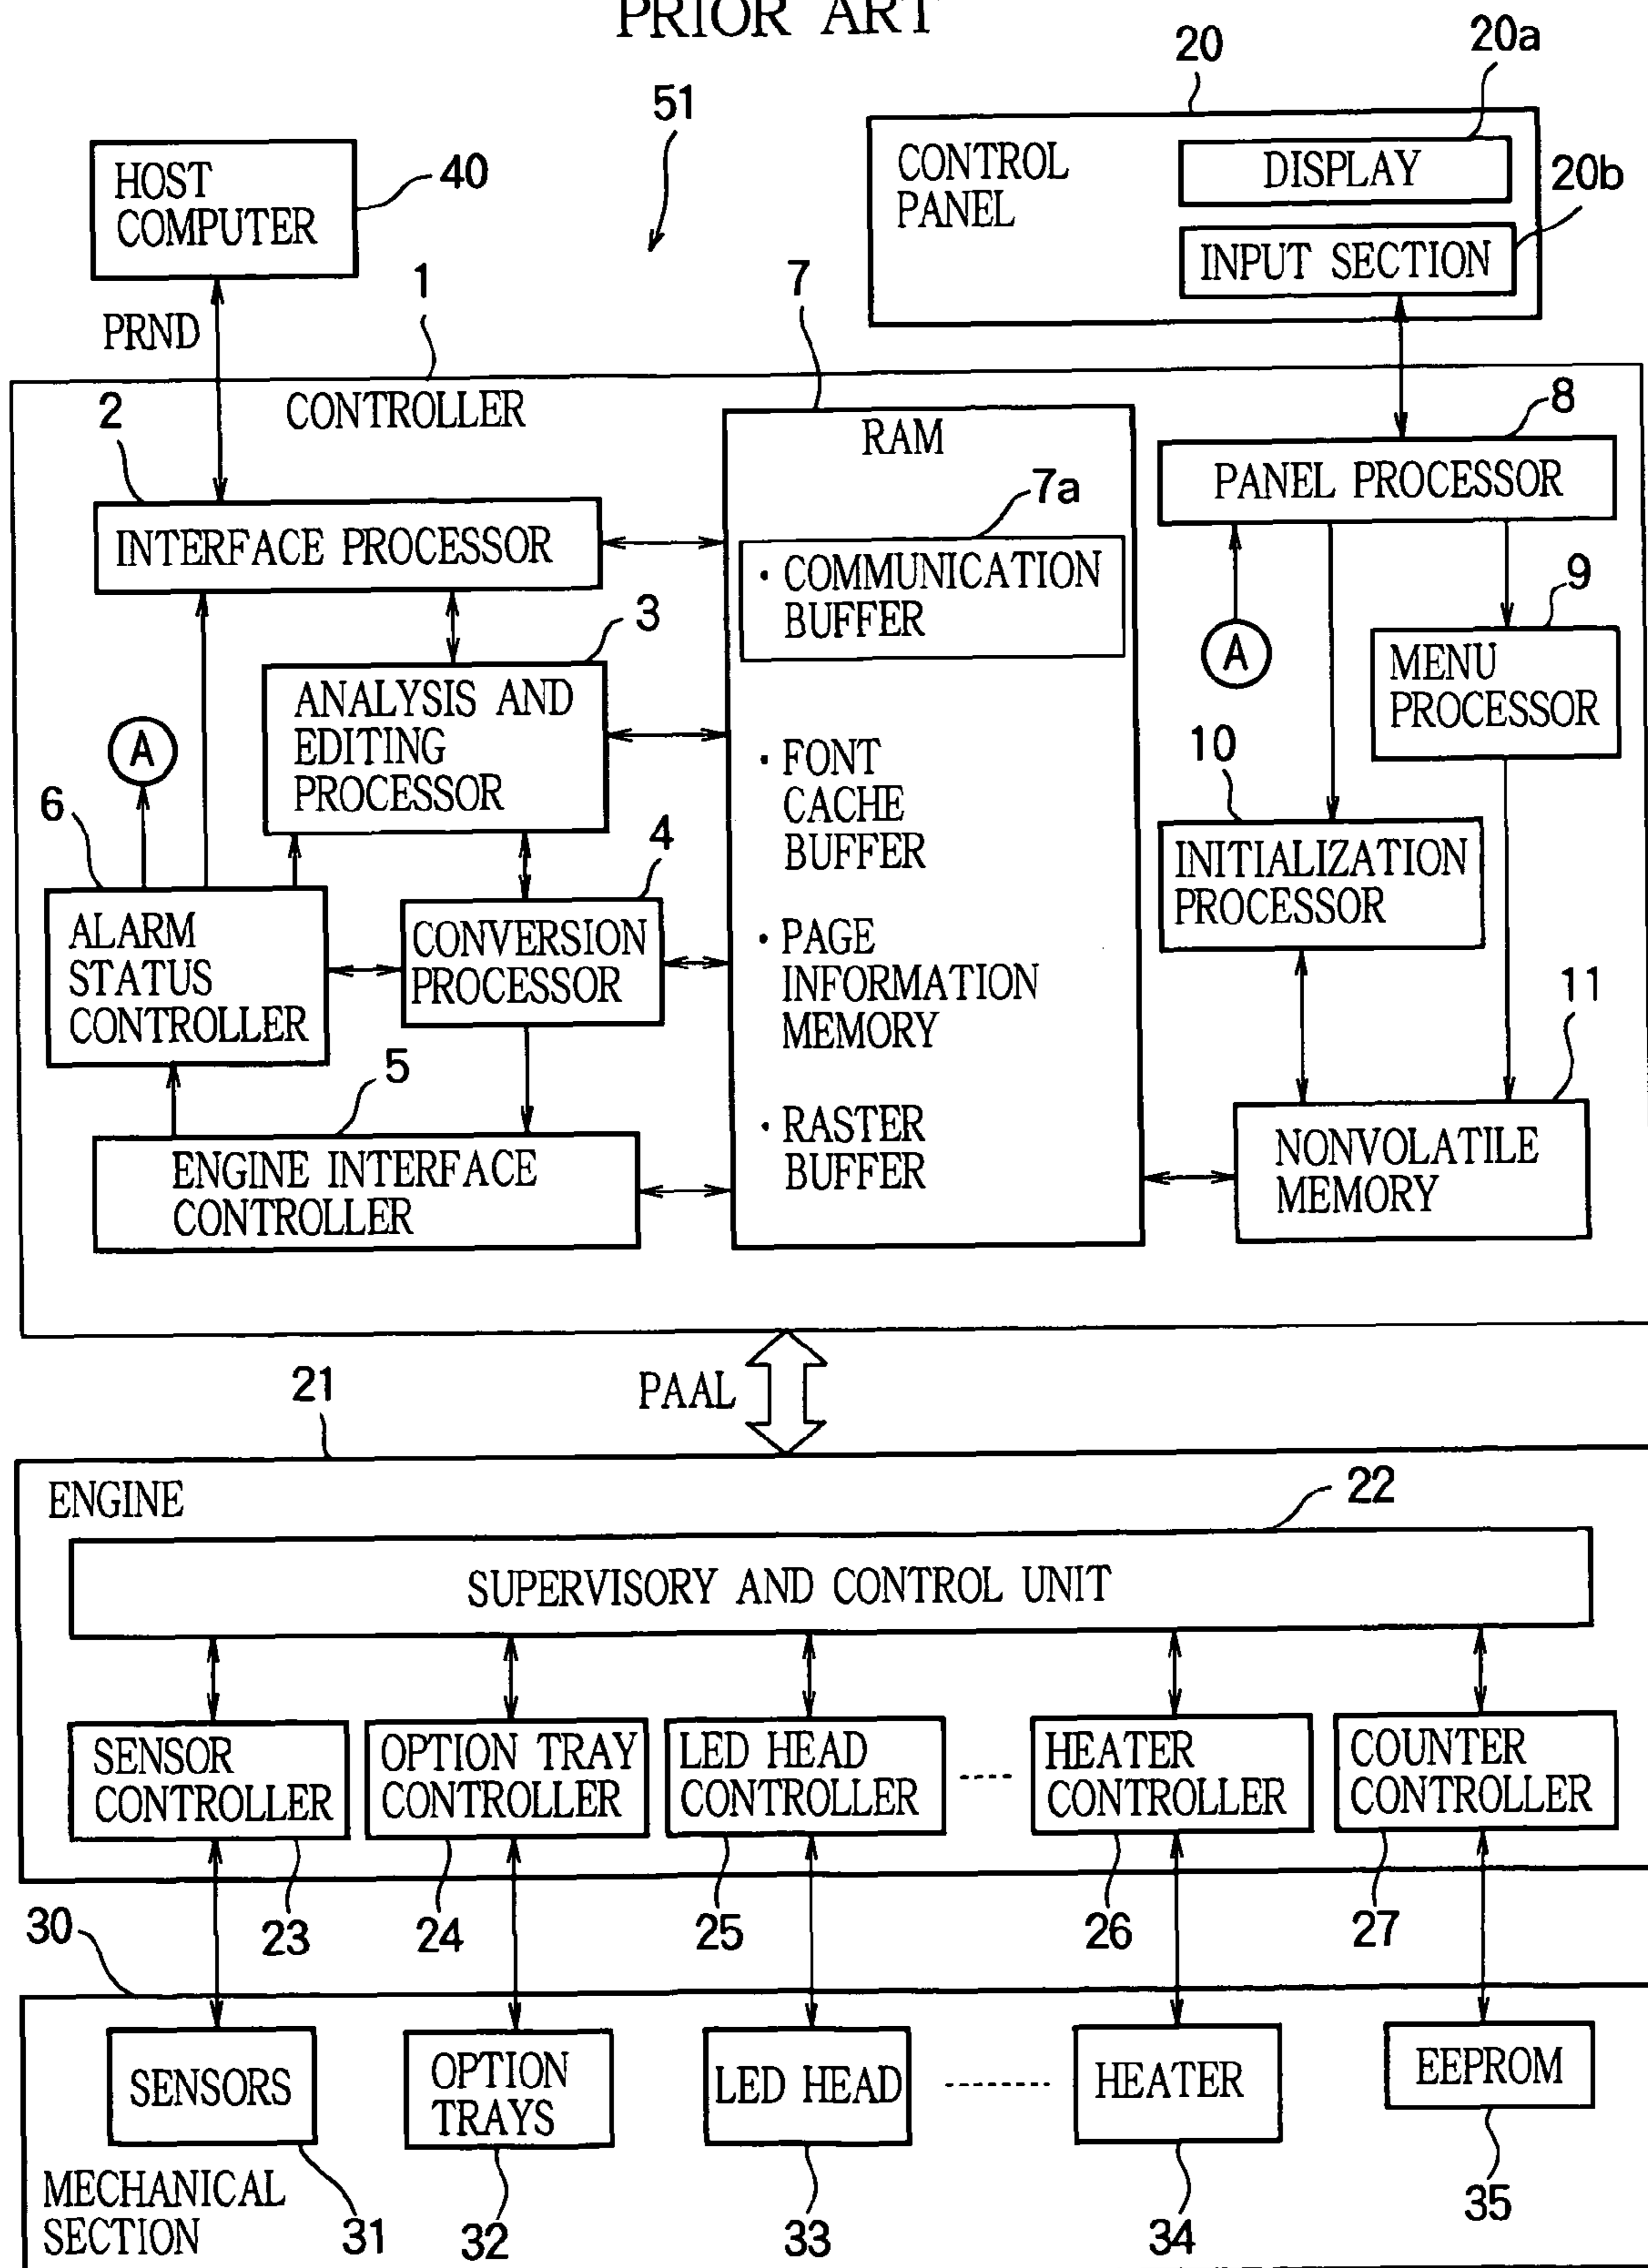 PRIOR ART
51
20
20a
CONTROL
PANEL
DISPLAY
20b
INPUT SECTION
HOST
COMPUTER
40
PRND
1
CONTROLLER
2
INTERFACE PROCESSOR
3
ANALYSIS AND
EDITING
PROCESSOR
A
6
ALARM
STATUS
CONTROLLER
4
CONVERSION
PROCESSOR
5
ENGINE INTERFACE
CONTROLLER
7
RAM
7a
· COMMUNICATION
BUFFER
· FONT
CACHE
BUFFER
· PAGE
INFORMATION
MEMORY
· RASTER
BUFFER
8
PANEL PROCESSOR
A
9
MENU
PROCESSOR
10
INITIALIZATION
PROCESSOR
11
NONVOLATILE
MEMORY
PAAL
21
ENGINE
22
SUPERVISORY AND CONTROL UNIT
SENSOR
CONTROLLER
OPTION TRAY
CONTROLLER
LED HEAD
CONTROLLER
HEATER
CONTROLLER
COUNTER
CONTROLLER
23
24
25
26
27
30
SENSORS
OPTION
TRAYS
LED HEAD
HEATER
EEPROM
MECHANICAL
SECTION
31
32
33
34
35